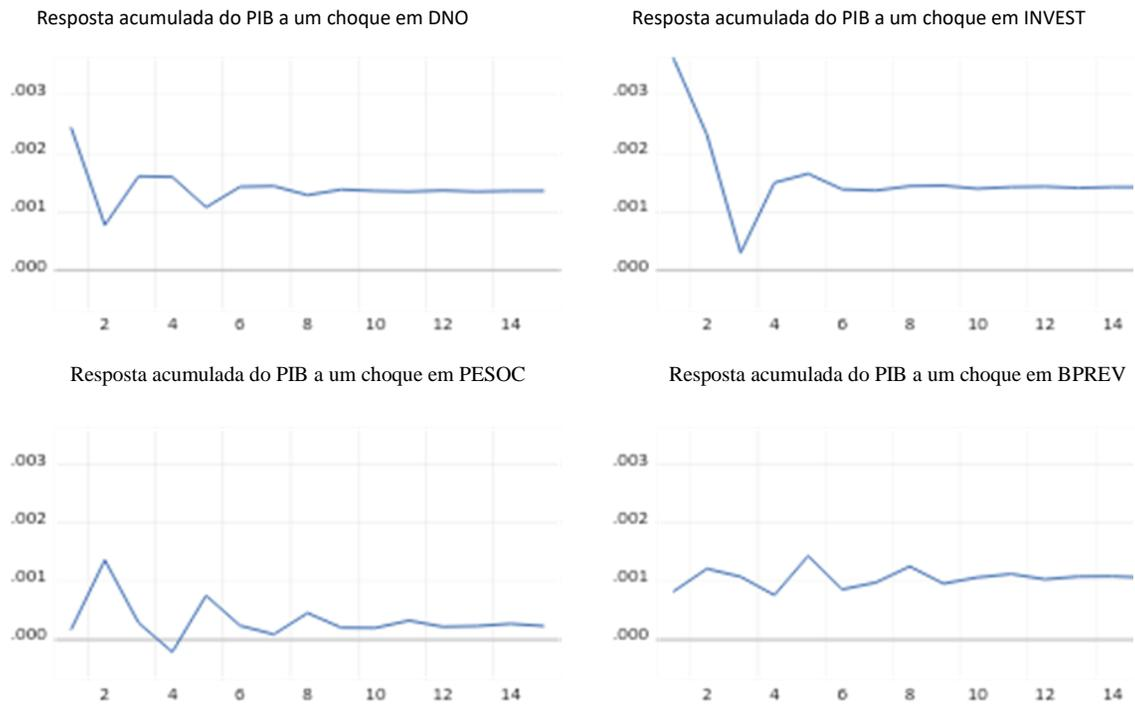 Resposta acumulada do PIB a um choque em DNO
Resposta acumulada do PIB a um choque em INVEST
.003
.002
.001
.000
2 4 6 8 10 12 14
.003
.002
.001
.000
2 4 6 8 10 12 14
Resposta acumulada do PIB a um choque em PESOC
Resposta acumulada do PIB a um choque em BPREV
.003
.002
.001
.000
2 4 6 8 10 12 14
.003
.002
.001
.000
2 4 6 8 10 12 14